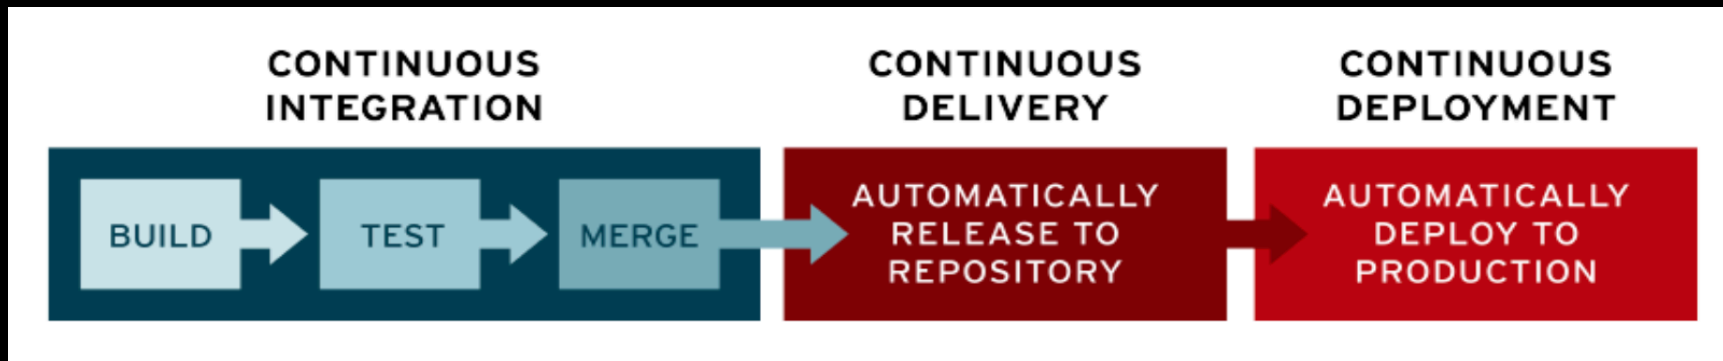 CONTINUOUS
INTEGRATION
BUILD
TEST
MERGE
CONTINUOUS
DELIVERY
AUTOMATICALLY
RELEASE TO
REPOSITORY
CONTINUOUS
DEPLOYMENT
AUTOMATICALLY
DEPLOY TO
PRODUCTION